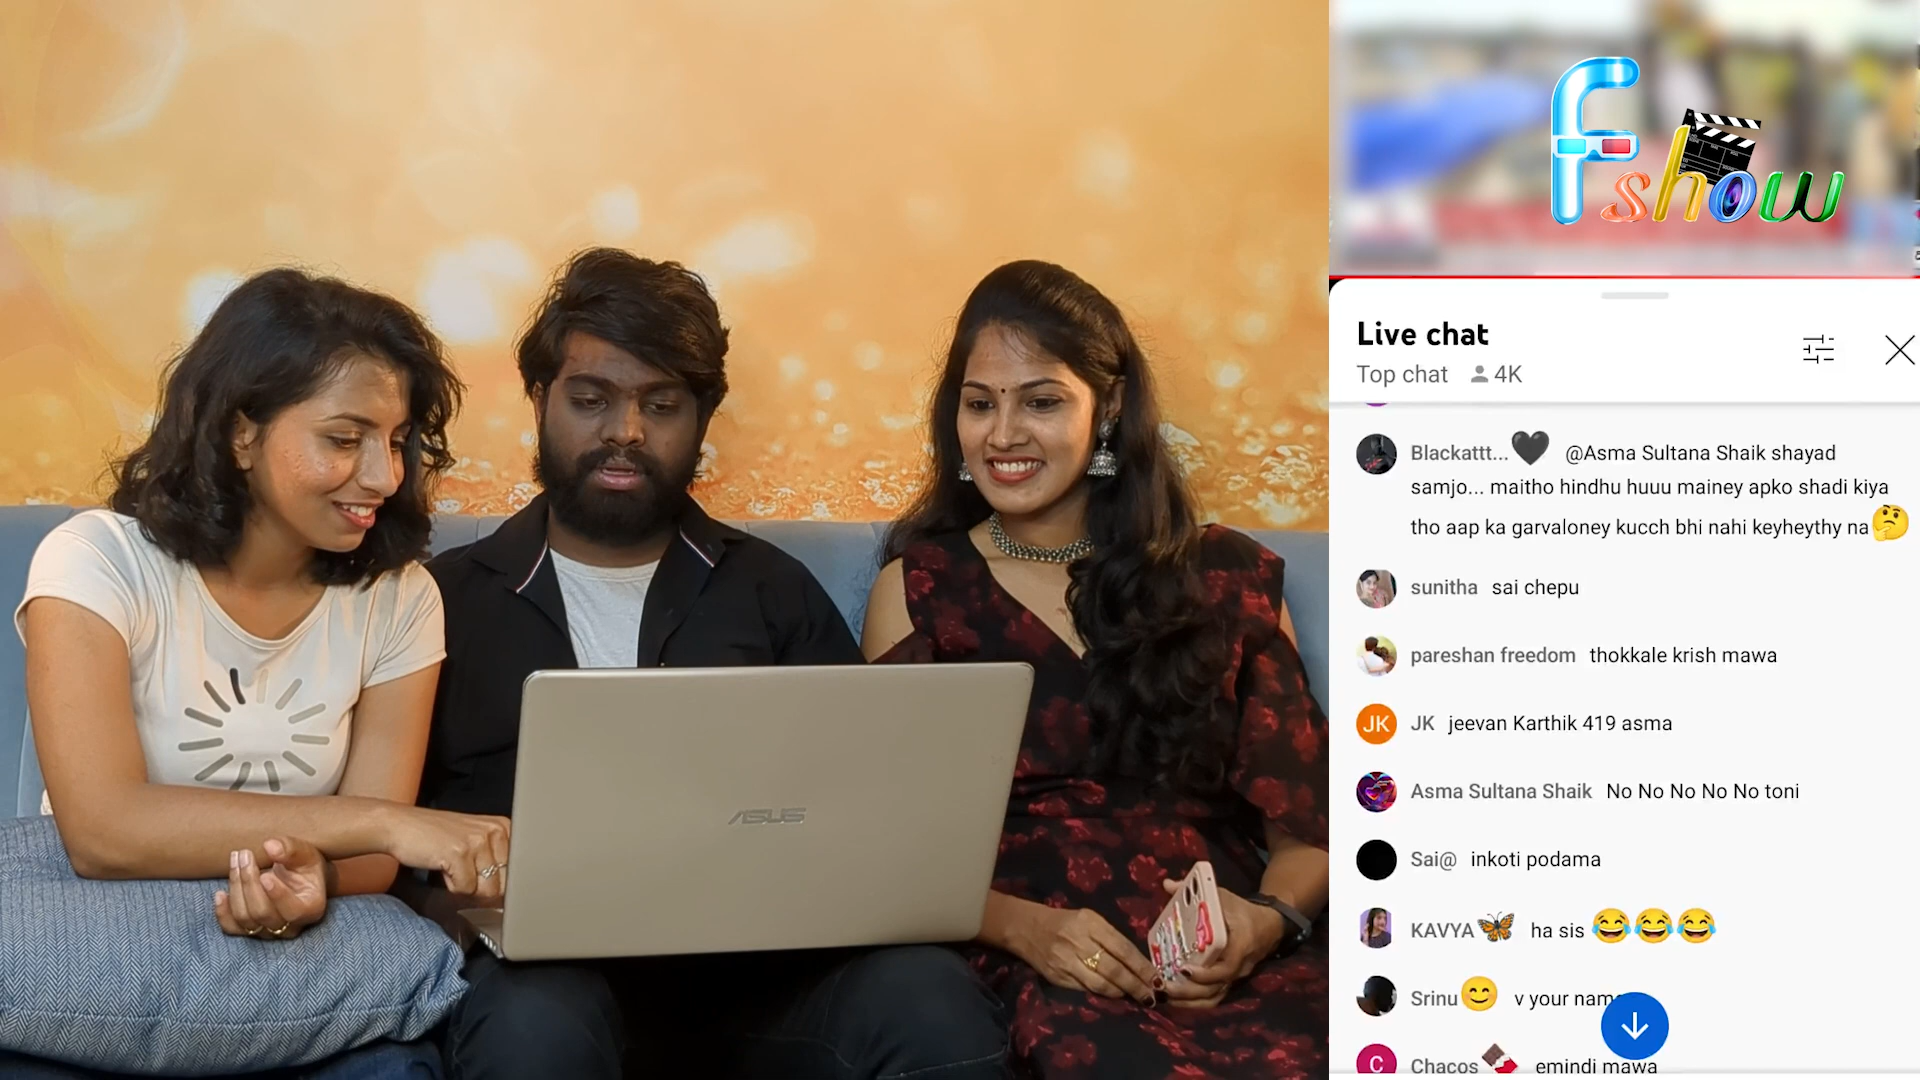 Fshow
Live chat
Top chat 4K
Blackattt...🖤 @Asma Sultana Shaik shayad
samjo... maitho hindhu huuu mainey apko shadi kiya
tho aap ka garvaloney kucch bhi nahi keyheythy na🤔
sunitha sai chepu
pareshan freedom thokkale krish mawa
JK JK jeevan Karthik 419 asma
Asma Sultana Shaik No No No No No toni
Sai@ inkoti podama
KAVYA🦋 ha sis 😂😂😂
Srinu😊 v your name
C Chacos🍫 emindi mawa
ASUS